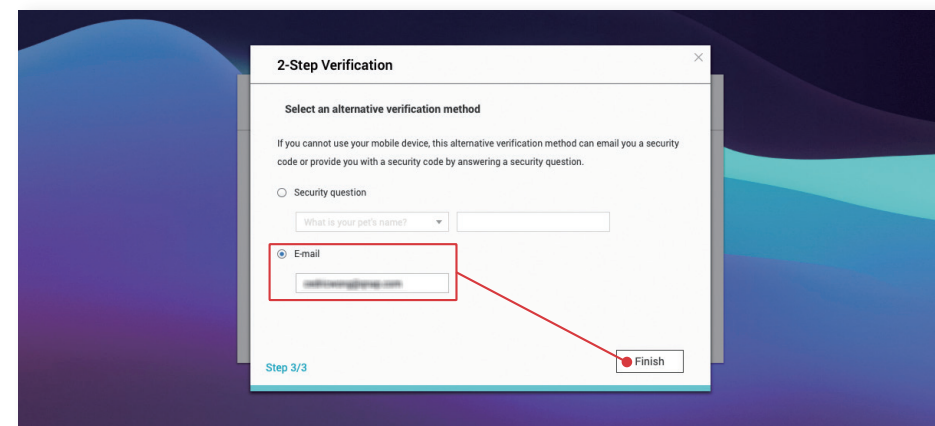 2-Step Verification
Select an alternative verification method
If you cannot use your mobile device, this alternative verification method can email you a security
code or provide you with a security code by answering a security question.
Security question
What is your pet's name?
E-mail
Step 3/3
Finish